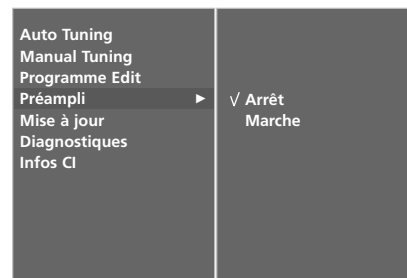 Auto Tuning
Manual Tuning
Programme Edit
Préampli ►
Mise à jour
Diagnostiques
Infos CI
√ Arrêt
Marche